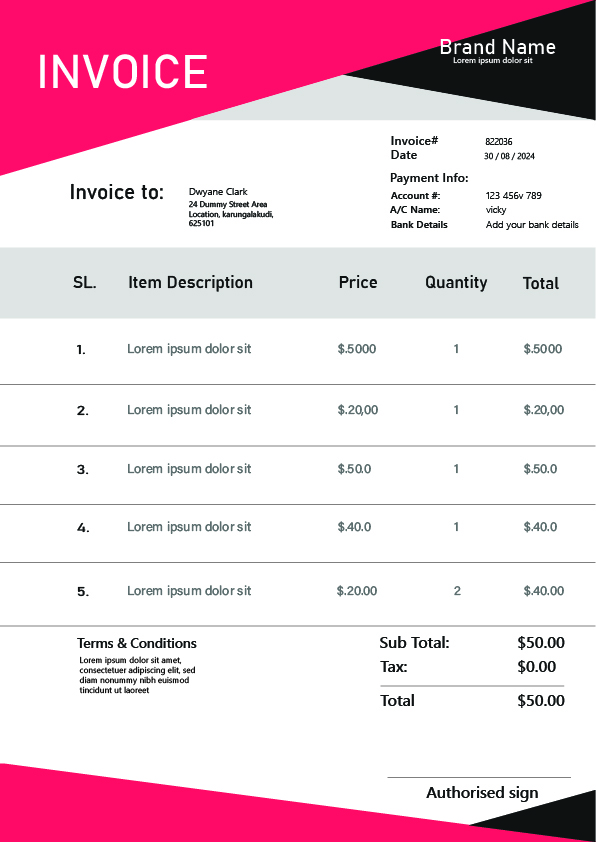 INVOICE
Brand Name
Lorem ipsum dolor sit
Invoice# 822036
Date 30 / 08 / 2024
Payment Info:
Account #: 123 456v 789
A/C Name: vicky
Bank Details Add your bank details
Invoice to:
Dwyane Clark
24 Dummy Street Area
Location, karungalakudi,
625101
SL. Item Description Price Quantity Total
1. Lorem ipsum dolor sit $.5000 1 $.5000
2. Lorem ipsum dolor sit $.20,00 1 $.20,00
3. Lorem ipsum dolor sit $.50.0 1 $.50.0
4. Lorem ipsum dolor sit $.40.0 1 $.40.0
5. Lorem ipsum dolor sit $.20.00 2 $.40.00
Terms & Conditions
Lorem ipsum dolor sit amet,
consectetuer adipiscing elit, sed
diam nonummy nibh euismod
tincidunt ut laoreet
Sub Total: $50.00
Tax: $0.00
Total $50.00
Authorised sign